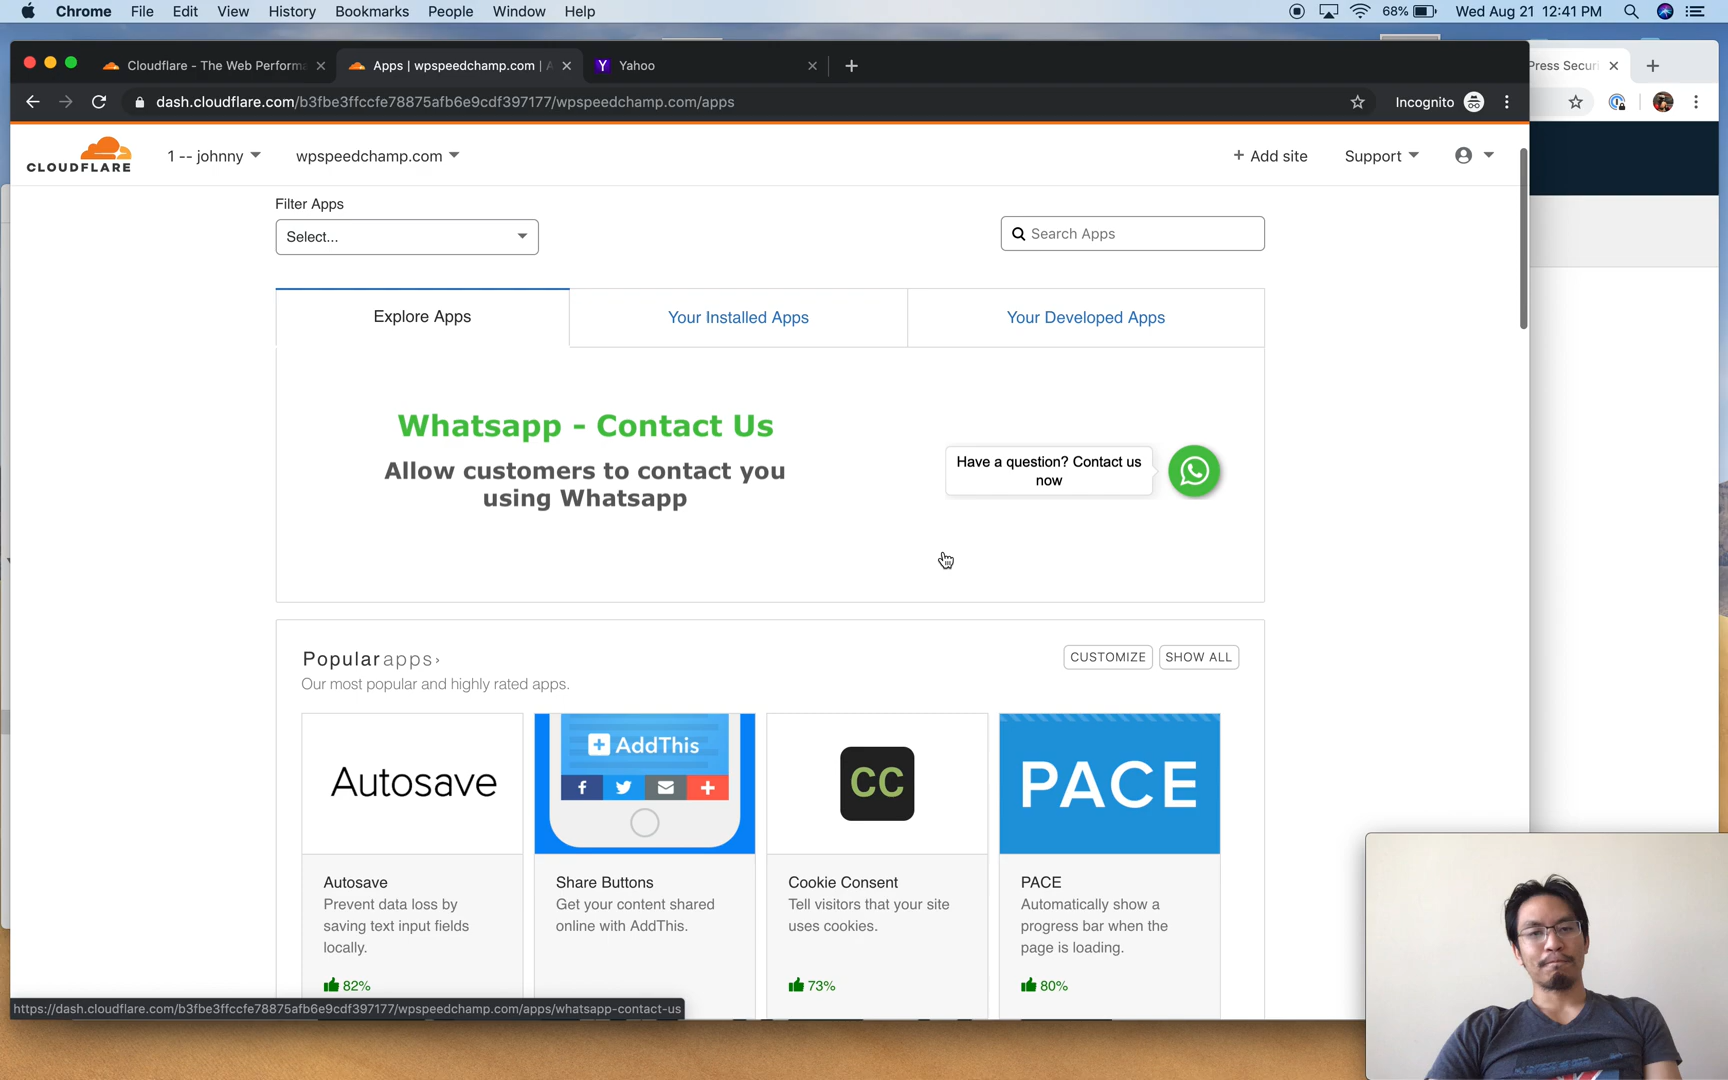 Chrome File Edit View History Bookmarks People Window Help 68% Wed Aug 21 12:41 PM
Cloudflare - The Web Performa
Apps | wpspeedchamp.com | A
Yahoo
Press Securi
dash.cloudflare.com/b3fbe3ffccfe78875afb6e9cdf397177/wpspeedchamp.com/apps
Incognito
CLOUDFLARE
1 -- johnny
wpspeedchamp.com
+ Add site
Support
Filter Apps
Select...
Search Apps
Explore Apps
Your Installed Apps
Your Developed Apps
Whatsapp - Contact Us
Allow customers to contact you
using Whatsapp
Have a question? Contact us
now
Popular apps ›
CUSTOMIZE
SHOW ALL
Our most popular and highly rated apps.
Autosave
AddThis
CC
PACE
Autosave
Prevent data loss by
saving text input fields
locally.
82%
Share Buttons
Get your content shared
online with AddThis.
Cookie Consent
Tell visitors that your site
uses cookies.
73%
PACE
Automatically show a
progress bar when the
page is loading.
80%
https://dash.cloudflare.com/b3fbe3ffccfe78875afb6e9cdf397177/wpspeedchamp.com/apps/whatsapp-contact-us